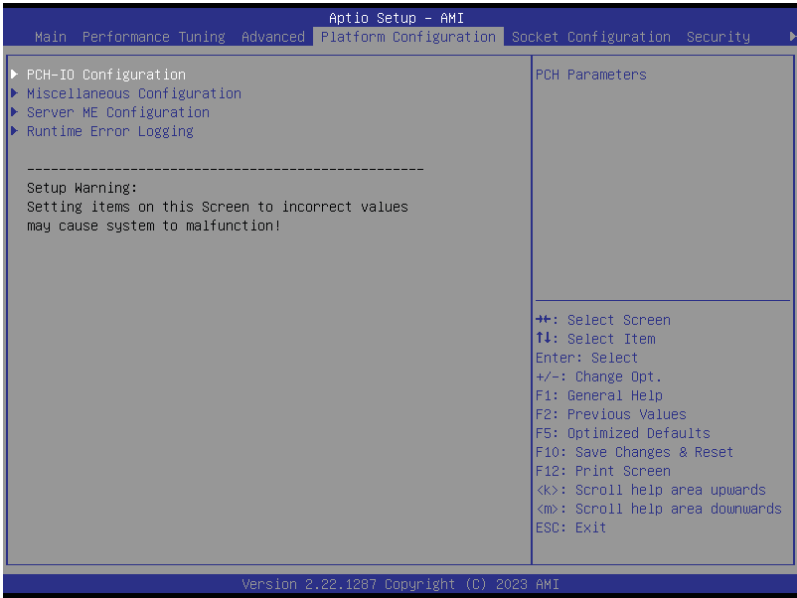 Aptio Setup - AMI
Main Performance Tuning Advanced Platform Configuration Socket Configuration Security
PCH-IO Configuration
Miscellaneous Configuration
Server ME Configuration
Runtime Error Logging
--------------------------------------------------
Setup Warning:
Setting items on this Screen to incorrect values
may cause system to malfunction!
PCH Parameters
→←: Select Screen
↑↓: Select Item
Enter: Select
+/-: Change Opt.
F1: General Help
F2: Previous Values
F5: Optimized Defaults
F10: Save Changes & Reset
F12: Print Screen
<k>: Scroll help area upwards
<m>: Scroll help area downwards
ESC: Exit
Version 2.22.1287 Copyright (C) 2023 AMI